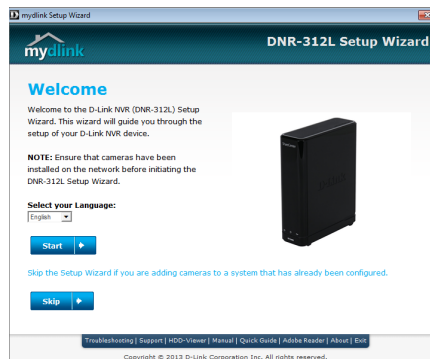 mydlink Setup Wizard
mydlink
DNR-312L Setup Wizard
Welcome
Welcome to the D-Link NVR (DNR-312L) Setup
Wizard. This wizard will guide you through the
setup of your D-Link NVR device.
NOTE: Ensure that cameras have been
installed on the network before initiating the
DNR-312L Setup Wizard.
Select your Language:
English
Start
Skip the Setup Wizard if you are adding cameras to a system that has already been configured.
Skip
Troubleshooting | Support | HDD-Viewer | Manual | Quick Guide | Adobe Reader | About | Exit
Copyright © 2013 D-Link Corporation Inc. All rights reserved.